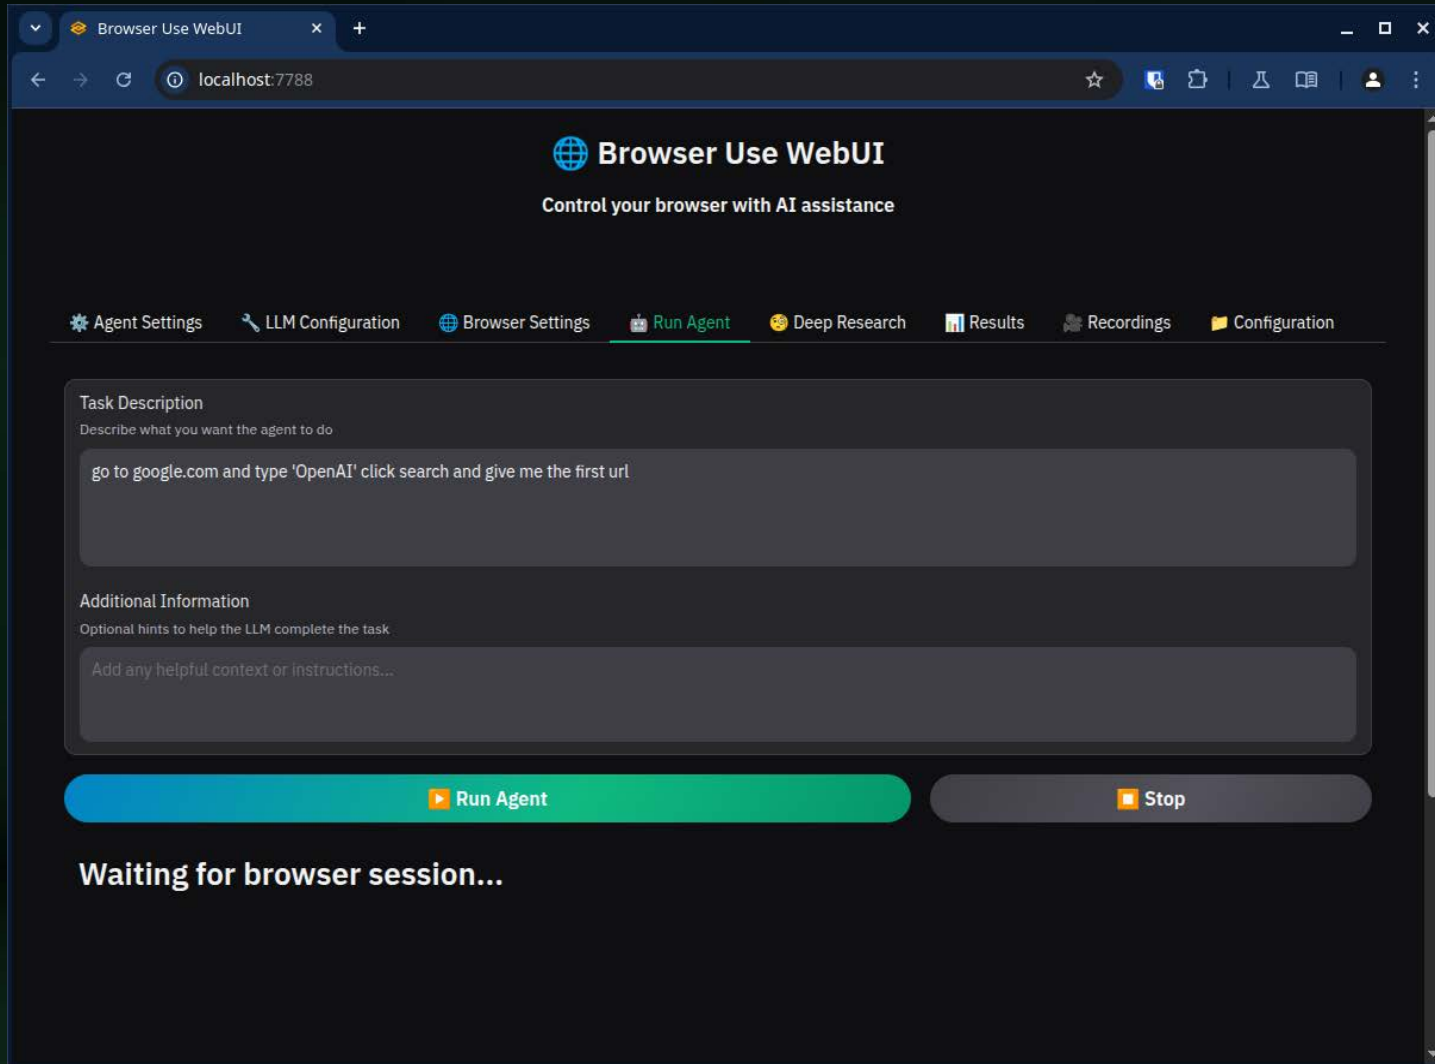 Browser Use WebUI
localhost:7788
Browser Use WebUI
Control your browser with AI assistance
Agent Settings LLM Configuration Browser Settings Run Agent Deep Research Results Recordings Configuration
Task Description
Describe what you want the agent to do
go to google.com and type 'OpenAI' click search and give me the first url
Additional Information
Optional hints to help the LLM complete the task
Add any helpful context or instructions...
Run Agent Stop
Waiting for browser session...